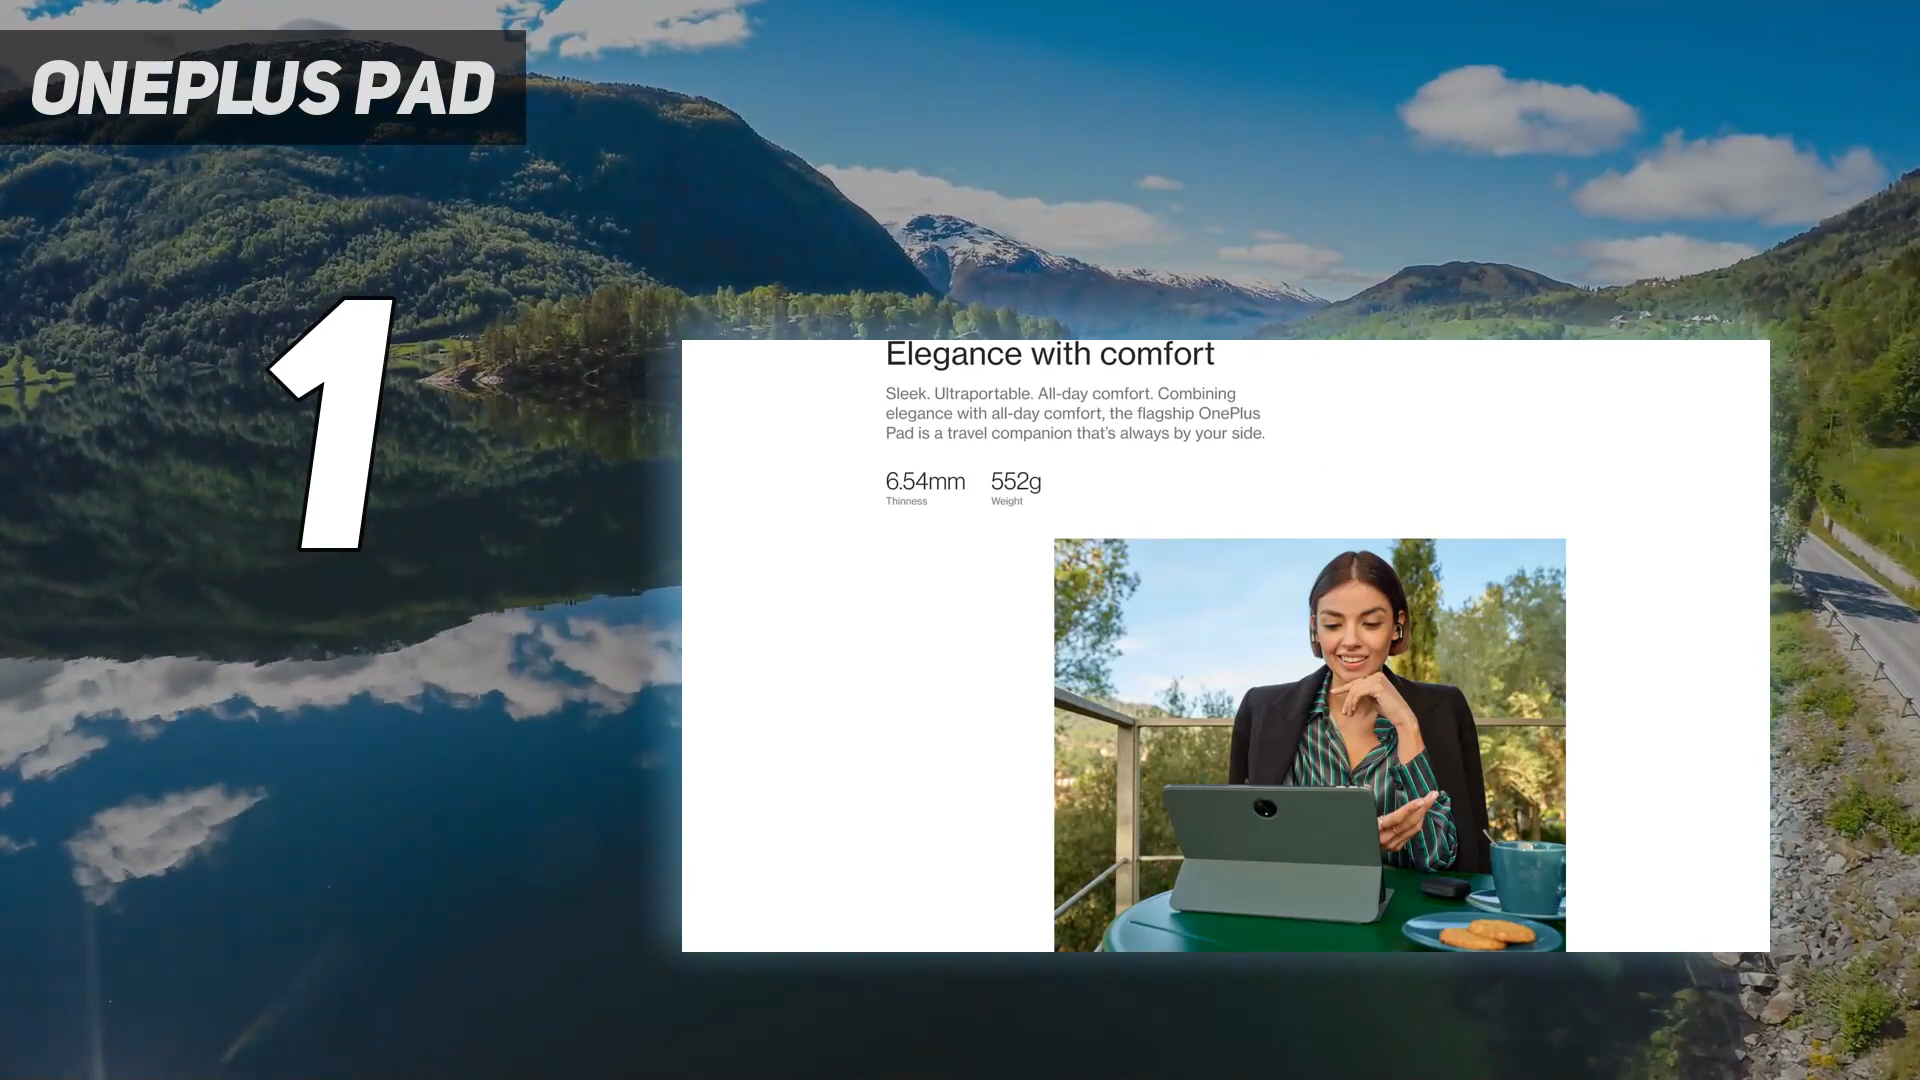 ONEPLUS PAD
1
Elegance with comfort
Sleek. Ultraportable. All-day comfort. Combining
elegance with all-day comfort, the flagship OnePlus
Pad is a travel companion that's always by your side.
6.54mm 552g
Thinness Weight